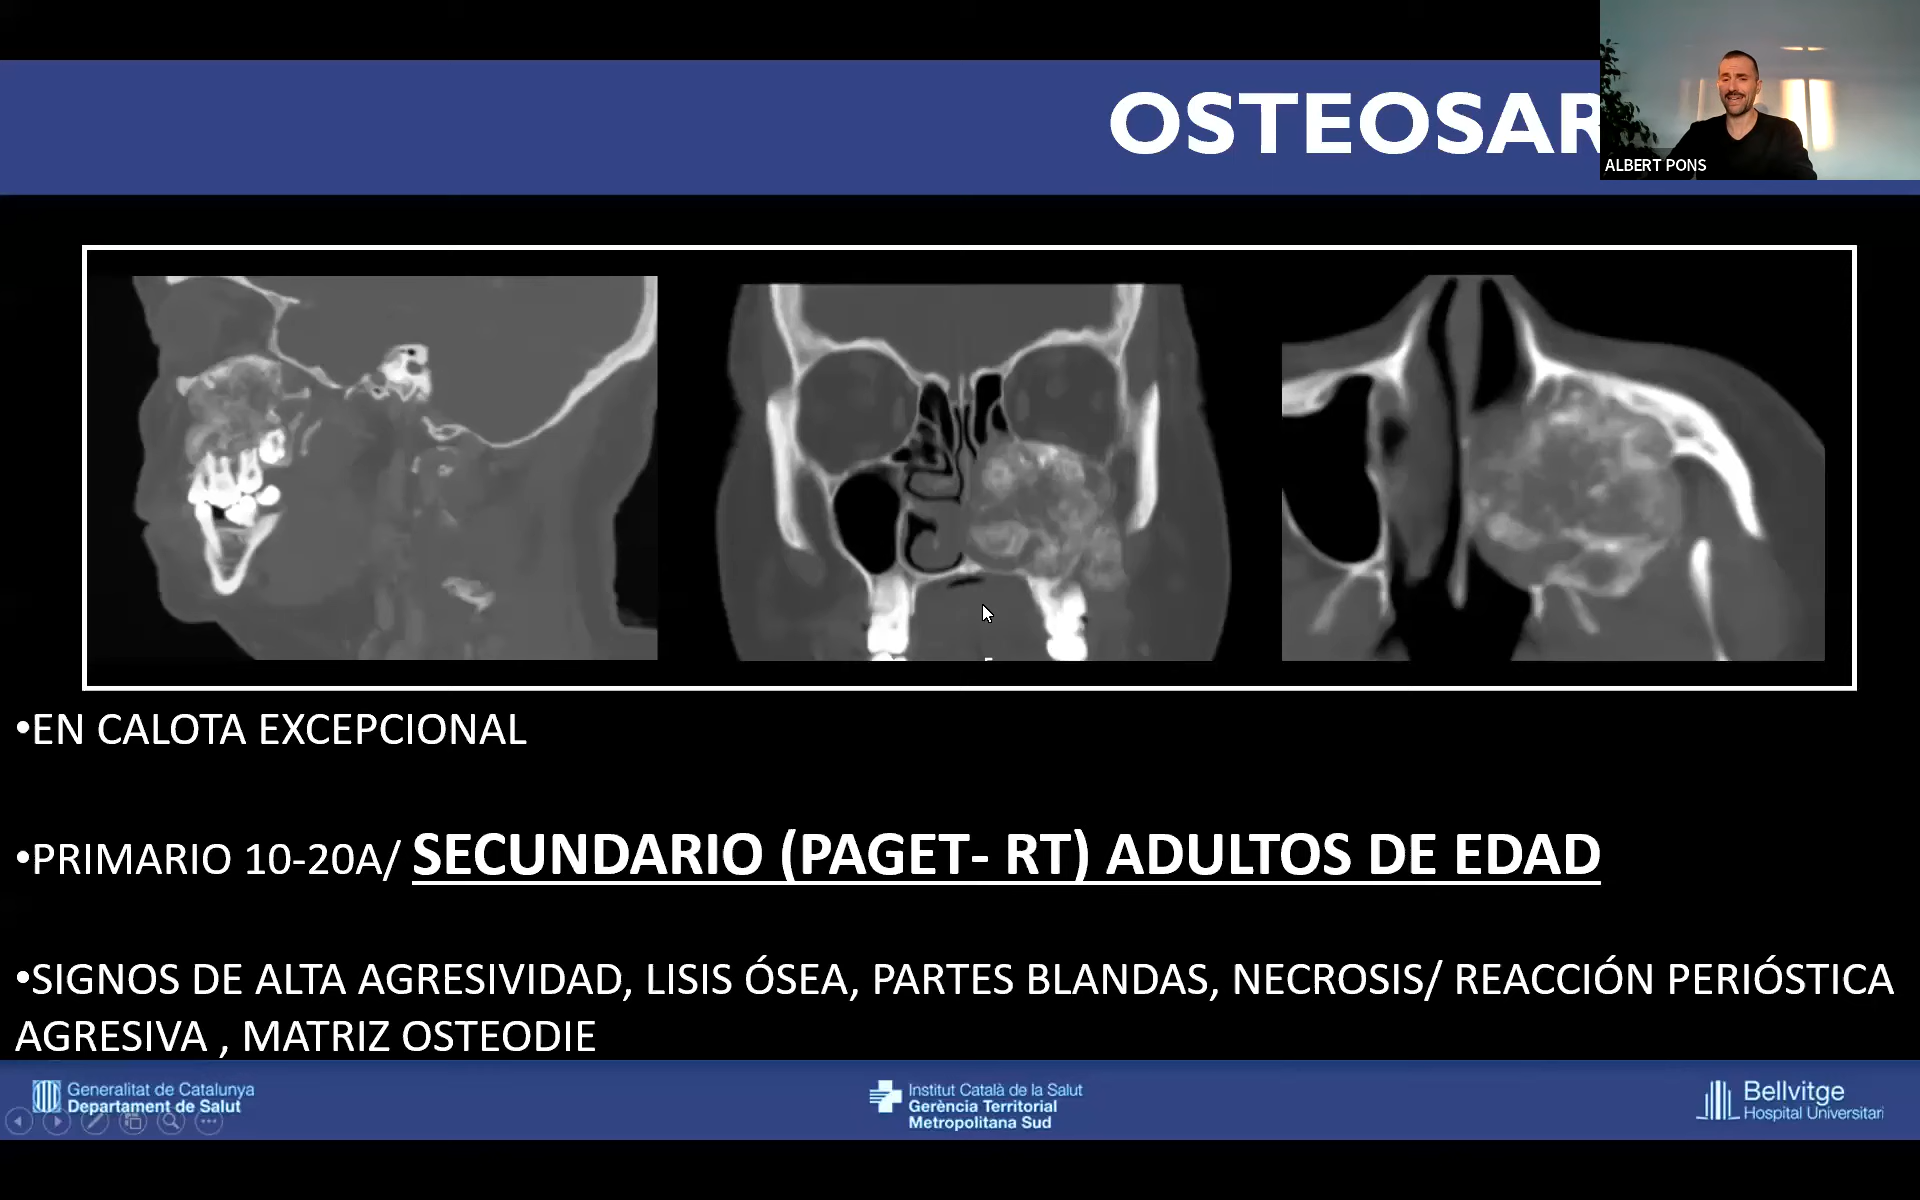 OSTEOSAR
ALBERT PONS
•EN CALOTA EXCEPCIONAL
•PRIMARIO 10-20A/ SECUNDARIO (PAGET- RT) ADULTOS DE EDAD
•SIGNOS DE ALTA AGRESIVIDAD, LISIS ÓSEA, PARTES BLANDAS, NECROSIS/ REACCIÓN PERIÓSTICA
AGRESIVA , MATRIZ OSTEODIE
Generalitat de Catalunya
Departament de Salut
Institut Català de la Salut
Gerència Territorial
Metropolitana Sud
Bellvitge
Hospital Universitari